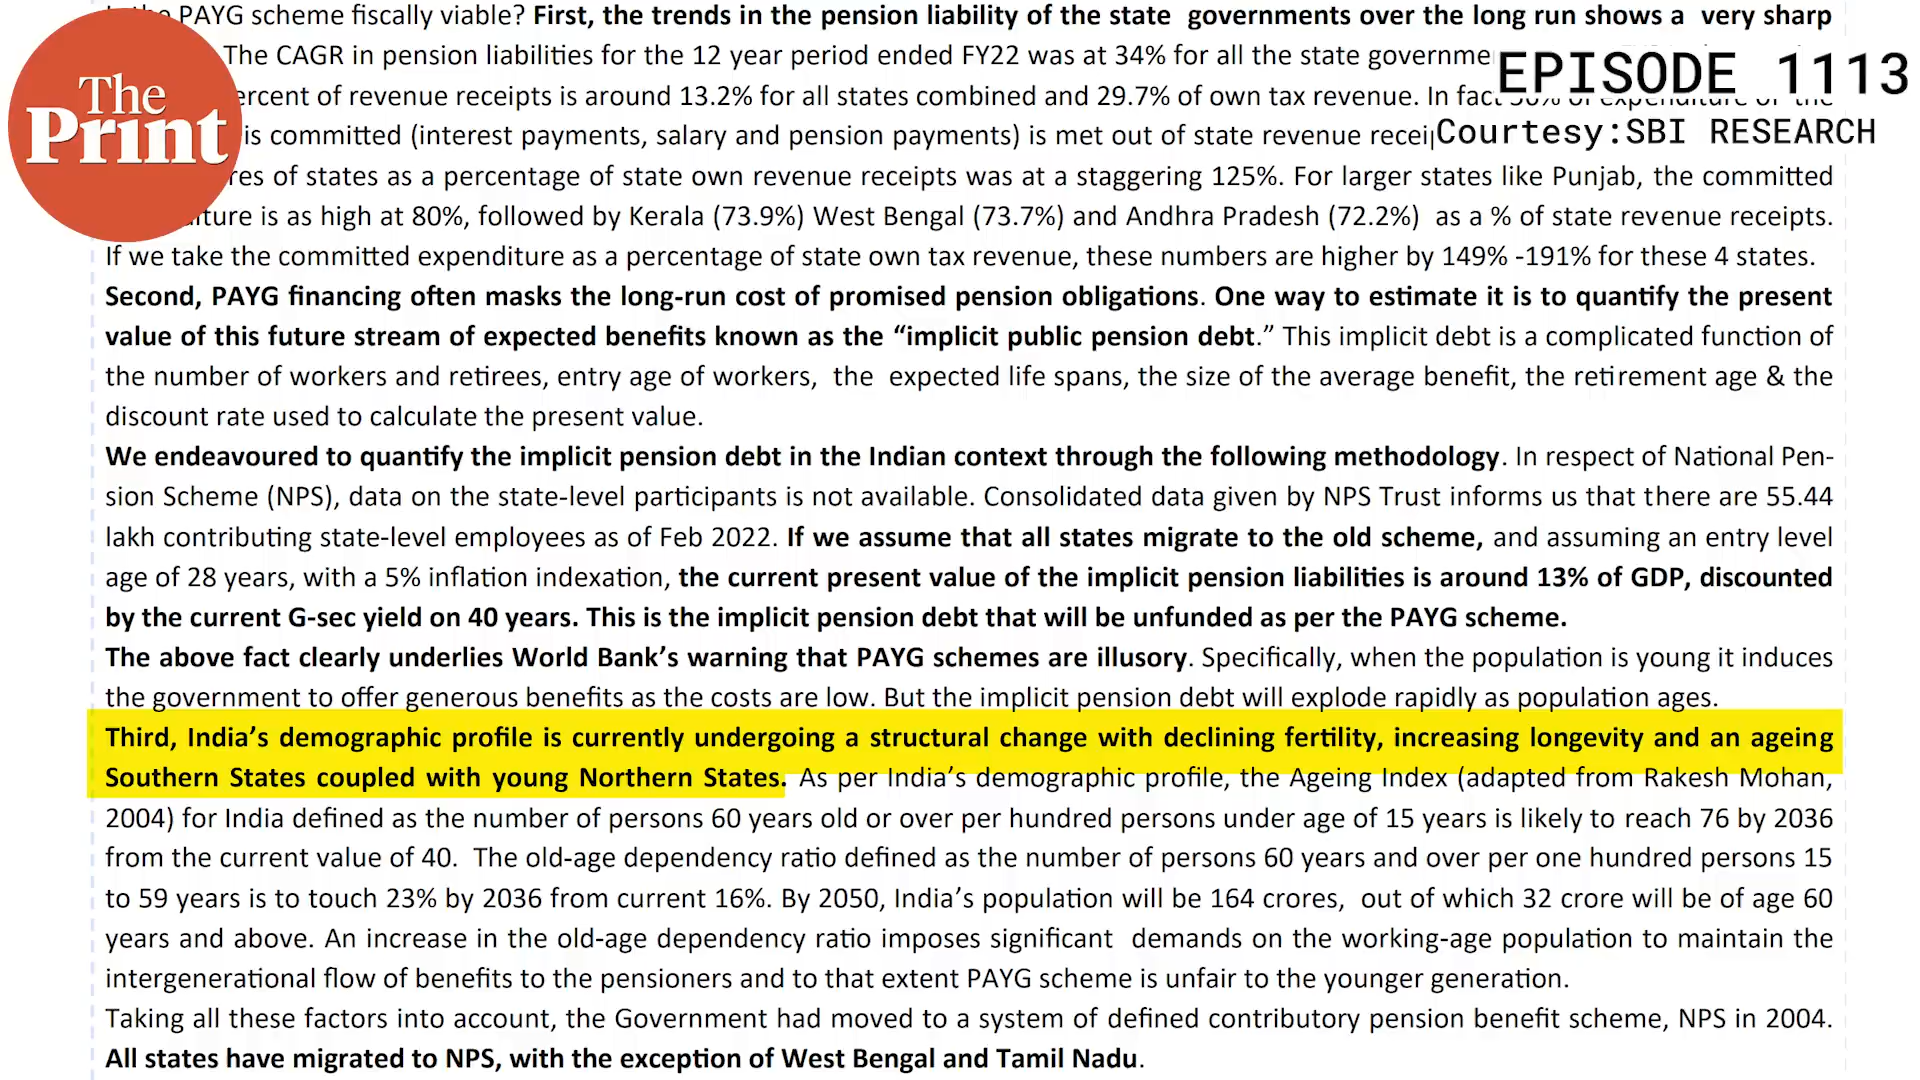 The
Print
EPISODE 1113
Courtesy:SBI RESEARCH
the PAYG scheme fiscally viable? First, the trends in the pension liability of the state governments over the long run shows a very sharp
The CAGR in pension liabilities for the 12 year period ended FY22 was at 34% for all the state
percent of revenue receipts is around 13.2% for all states combined and 29.7% of own tax revenue. In fact
is committed (interest payments, salary and pension payments) is met out of state revenue
of states as a percentage of state own revenue receipts was at a staggering 125%. For larger states like Punjab, the committed
is as high at 80%, followed by Kerala (73.9%) West Bengal (73.7%) and Andhra Pradesh (72.2%) as a % of state revenue receipts.
If we take the committed expenditure as a percentage of state own tax revenue, these numbers are higher by 149% -191% for these 4 states.
Second, PAYG financing often masks the long-run cost of promised pension obligations. One way to estimate it is to quantify the present
value of this future stream of expected benefits known as the “implicit public pension debt.” This implicit debt is a complicated function of
the number of workers and retirees, entry age of workers, the expected life spans, the size of the average benefit, the retirement age & the
discount rate used to calculate the present value.
We endeavoured to quantify the implicit pension debt in the Indian context through the following methodology. In respect of National Pen-
sion Scheme (NPS), data on the state-level participants is not available. Consolidated data given by NPS Trust informs us that there are 55.44
lakh contributing state-level employees as of Feb 2022. If we assume that all states migrate to the old scheme, and assuming an entry level
age of 28 years, with a 5% inflation indexation, the current present value of the implicit pension liabilities is around 13% of GDP, discounted
by the current G-sec yield on 40 years. This is the implicit pension debt that will be unfunded as per the PAYG scheme.
The above fact clearly underlies World Bank’s warning that PAYG schemes are illusory. Specifically, when the population is young it induces
the government to offer generous benefits as the costs are low. But the implicit pension debt will explode rapidly as population ages.
Third, India’s demographic profile is currently undergoing a structural change with declining fertility, increasing longevity and an ageing
Southern States coupled with young Northern States. As per India’s demographic profile, the Ageing Index (adapted from Rakesh Mohan,
2004) for India defined as the number of persons 60 years old or over per hundred persons under age of 15 years is likely to reach 76 by 2036
from the current value of 40. The old-age dependency ratio defined as the number of persons 60 years and over per one hundred persons 15
to 59 years is to touch 23% by 2036 from current 16%. By 2050, India’s population will be 164 crores, out of which 32 crore will be of age 60
years and above. An increase in the old-age dependency ratio imposes significant demands on the working-age population to maintain the
intergenerational flow of benefits to the pensioners and to that extent PAYG scheme is unfair to the younger generation.
Taking all these factors into account, the Government had moved to a system of defined contributory pension benefit scheme, NPS in 2004.
All states have migrated to NPS, with the exception of West Bengal and Tamil Nadu.